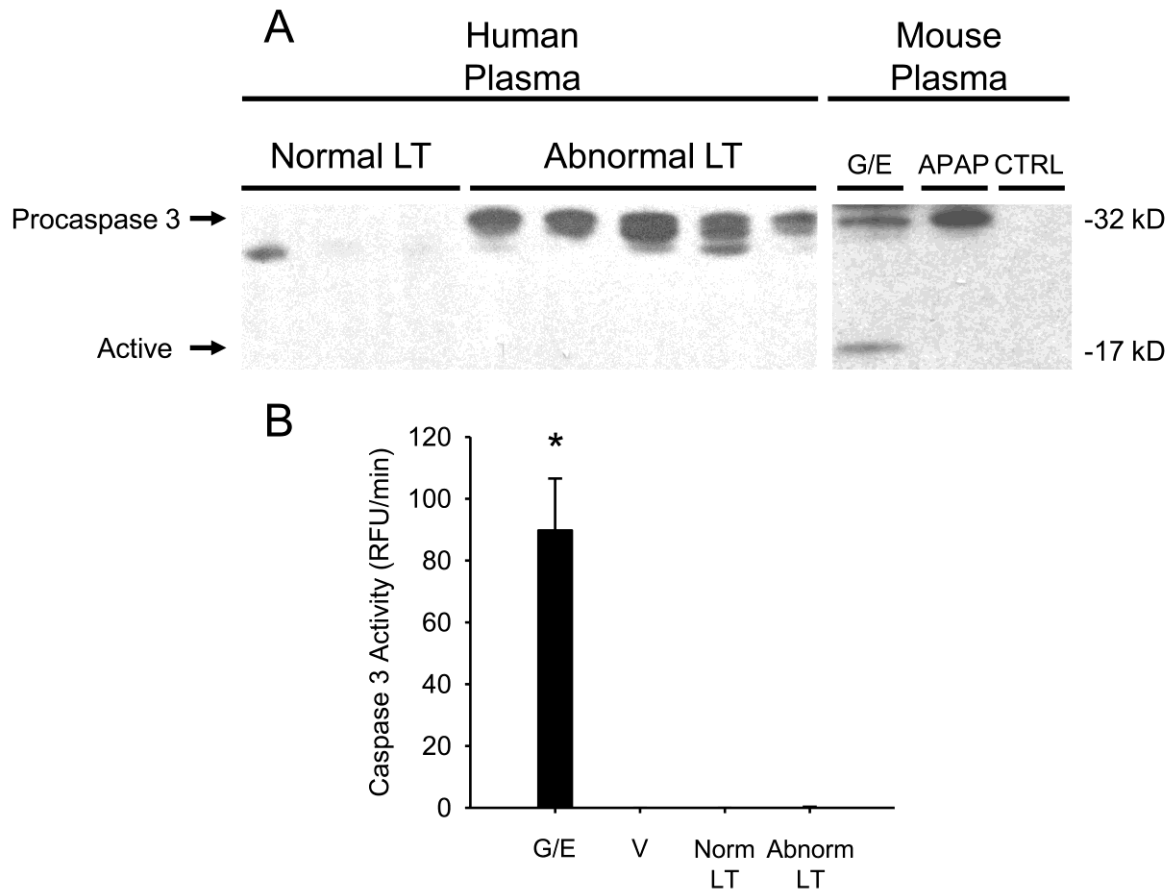 A
Human
Plasma
Mouse
Plasma
Normal LT
Abnormal LT
G/E
APAP
CTRL
Procaspase 3
-32 kD
Active
-17 kD
B
*
Caspase 3 Activity (RFU/min)
120
100
80
60
40
20
0
G/E
V
Norm
LT
Abnorm
LT